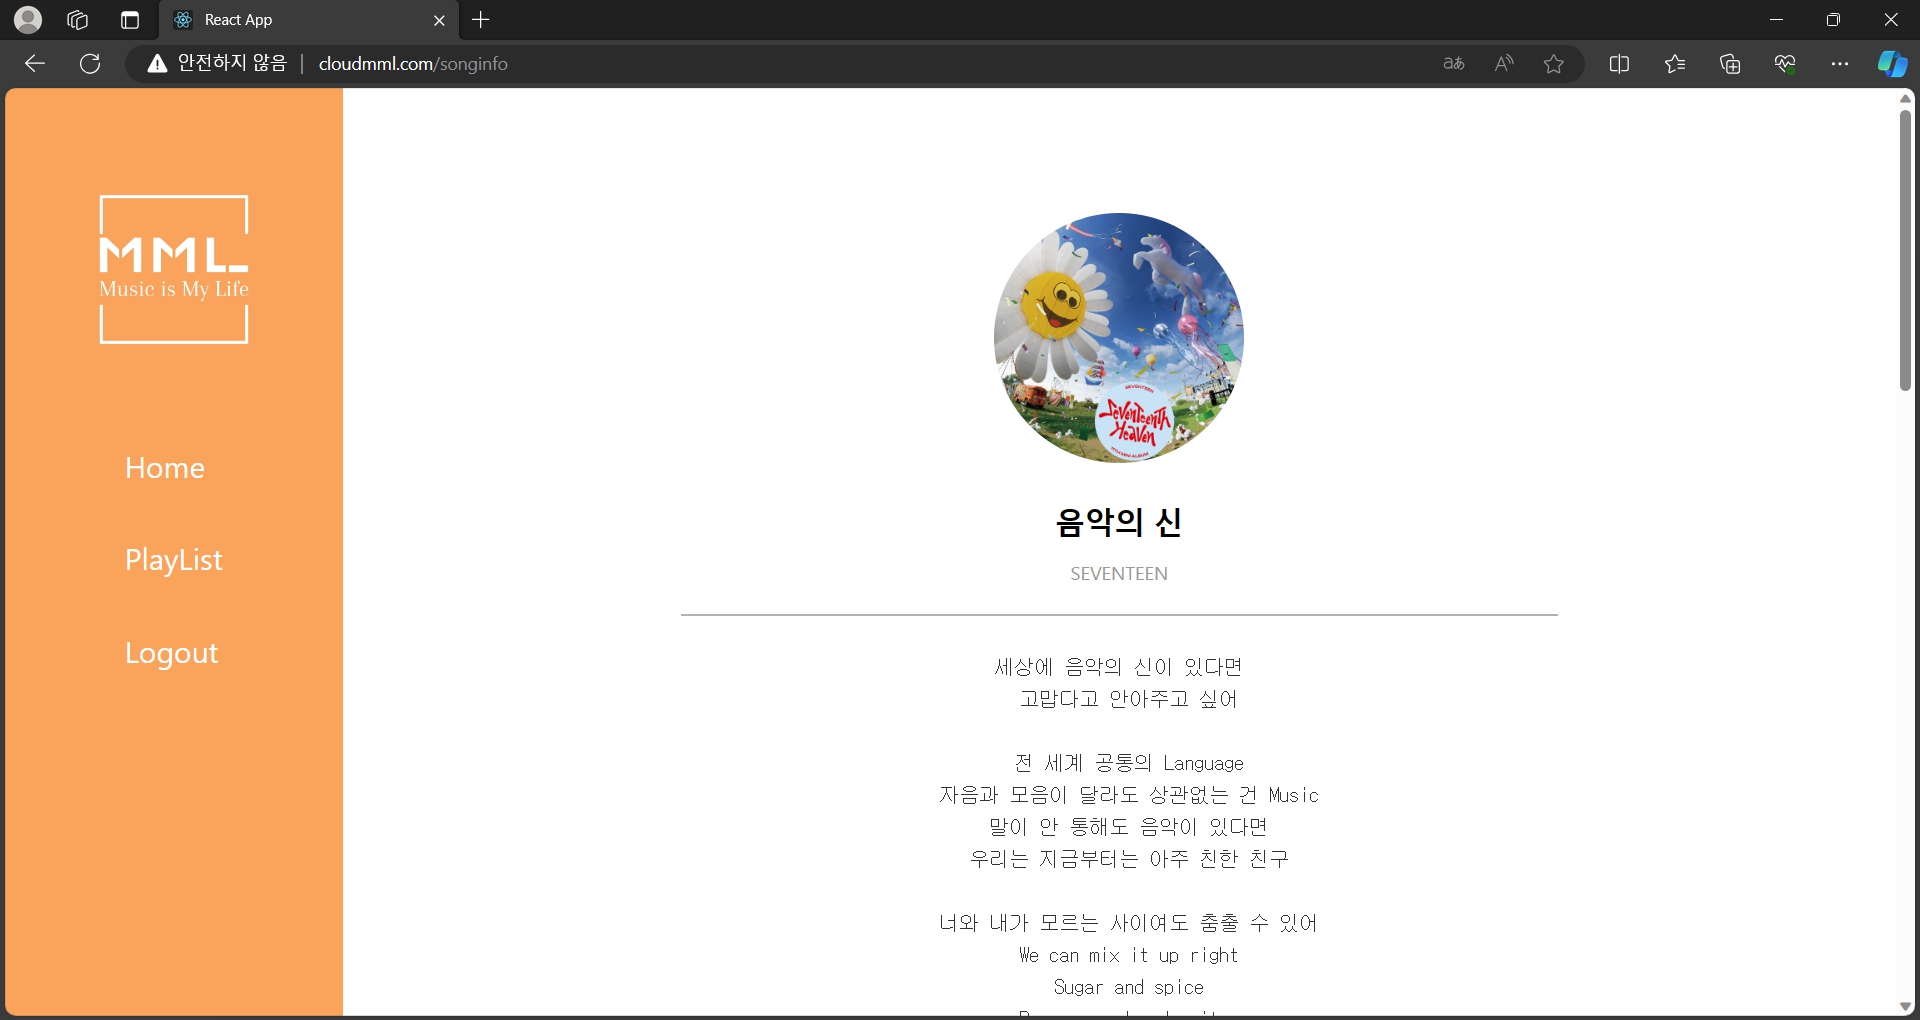 React App
안전하지 않음
cloudmml.com/songinfo
MML
Music is My Life
Home
PlayList
Logout
SEVENTEEN
Seventeenth
Heaven
11TH MINI ALBUM
음악의 신
SEVENTEEN
세상에 음악의 신이 있다면
고맙다고 안아주고 싶어
전 세계 공통의 Language
자음과 모음이 달라도 상관없는 건 Music
말이 안 통해도 음악이 있다면
우리는 지금부터는 아주 친한 친구
너와 내가 모르는 사이여도 춤출 수 있어
We can mix it up right
Sugar and spice